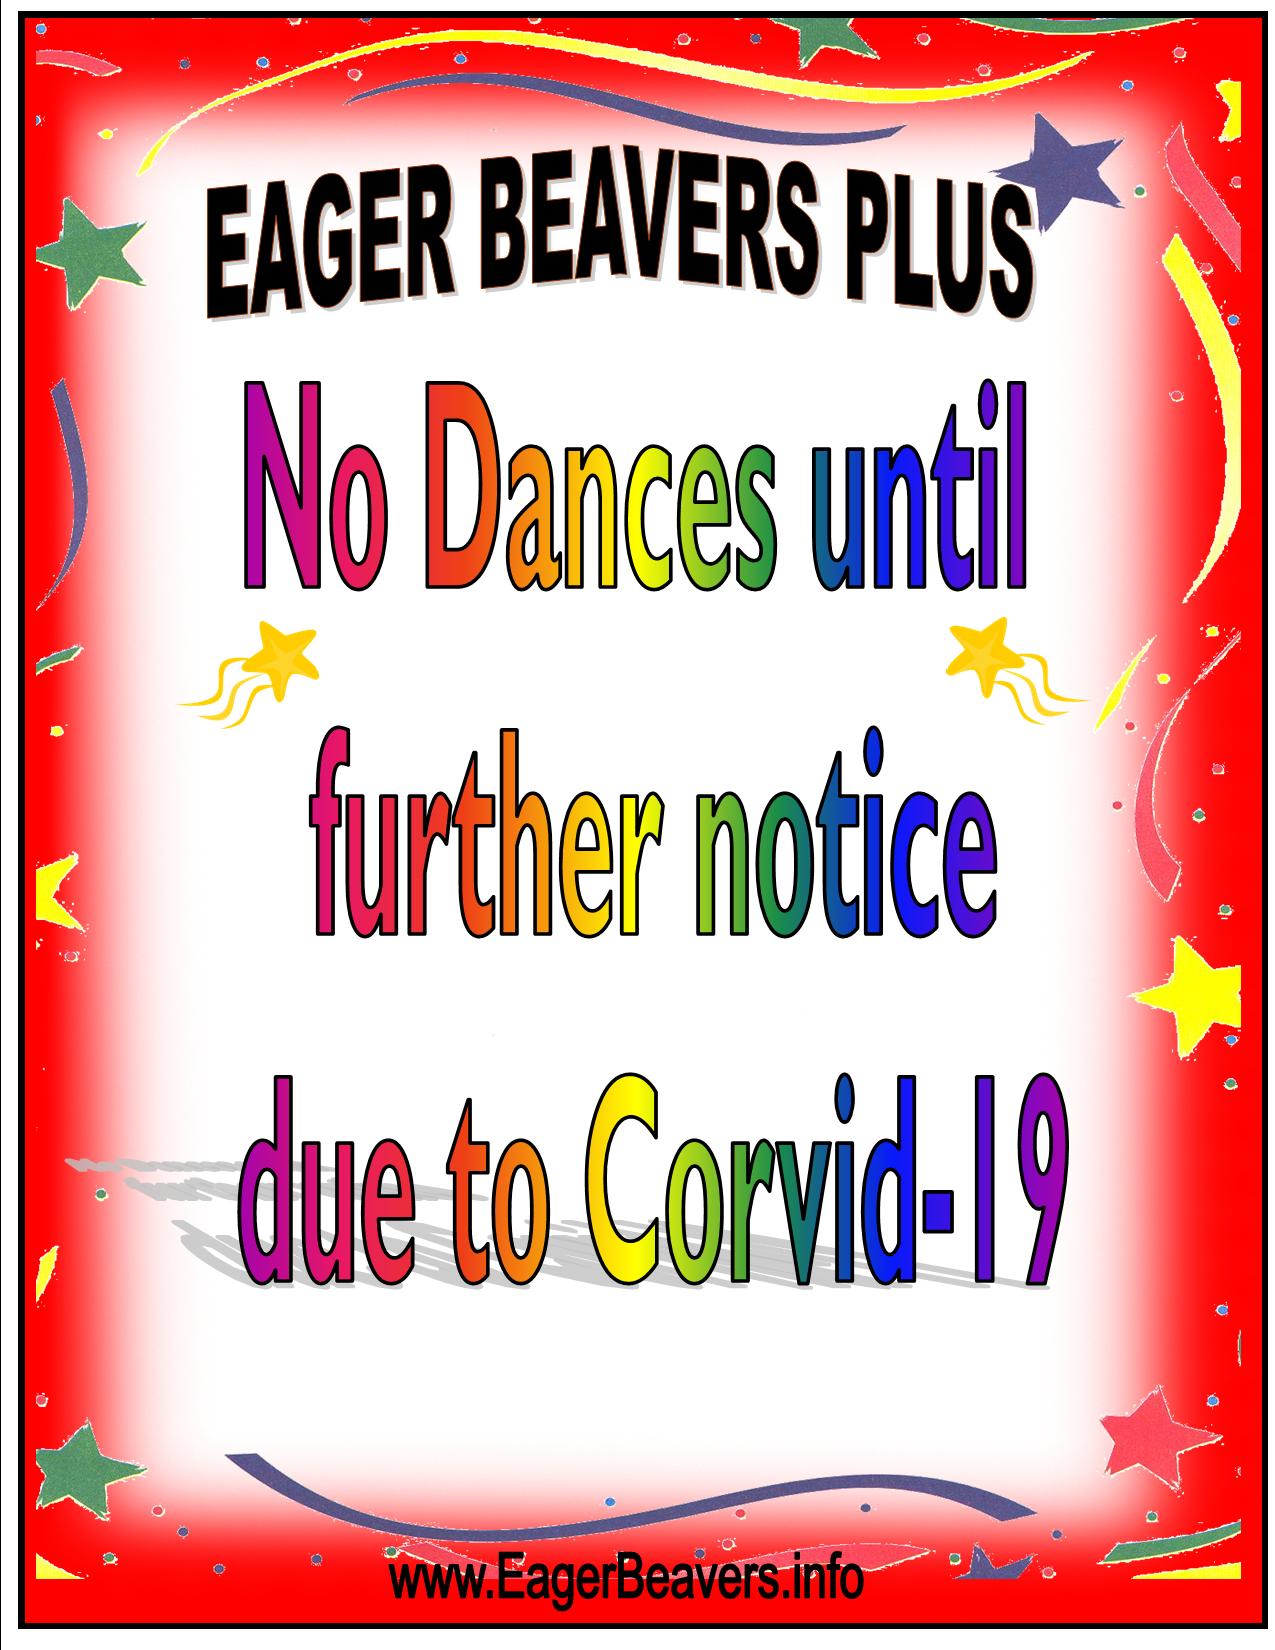 EAGER BEAVERS PLUS
No Dances until
further notice
due to Corvid-19
www.EagerBeavers.info